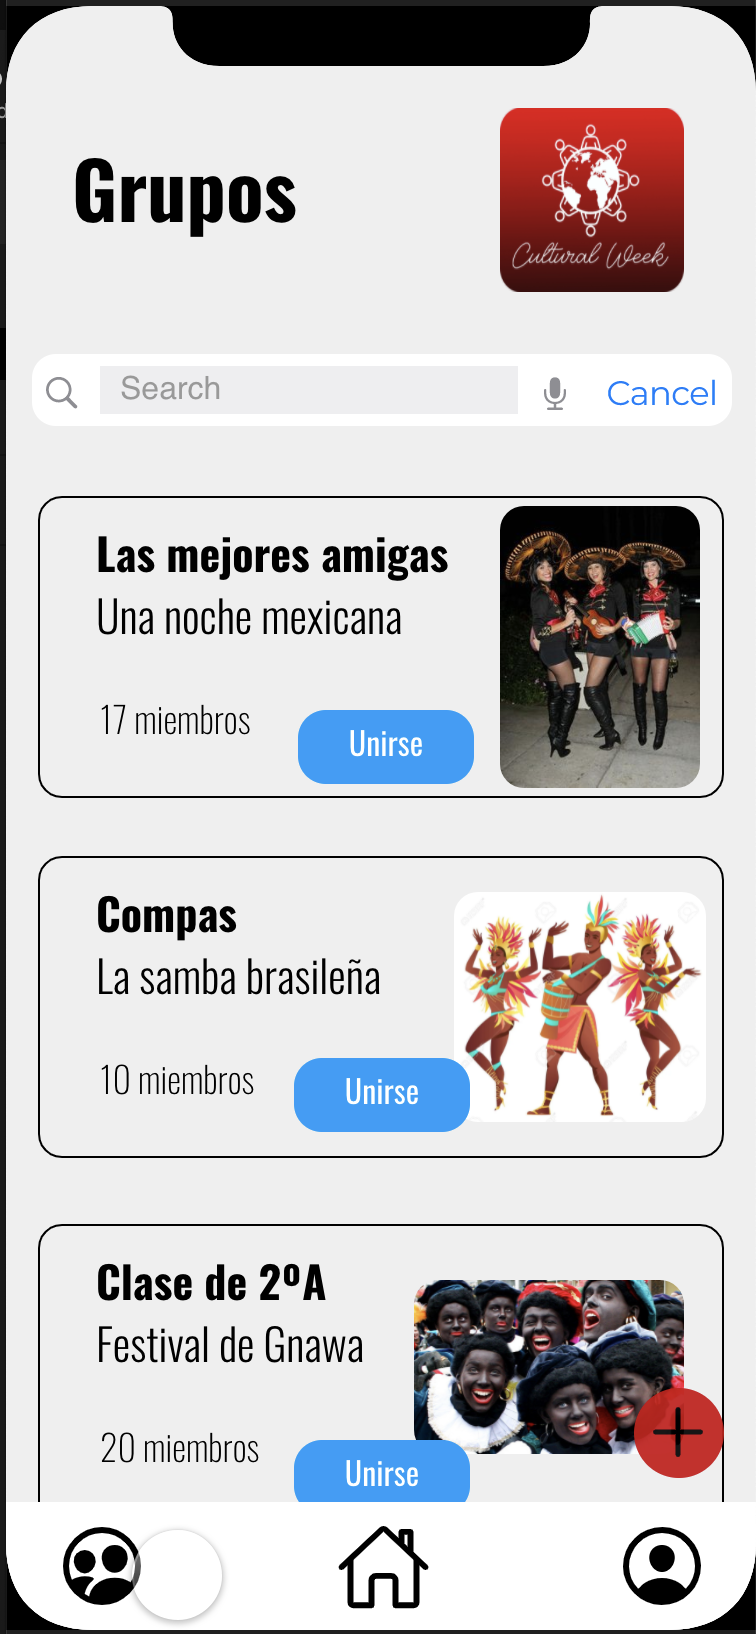 Grupos
Cultural Week
Search
Cancel
Las mejores amigas
Una noche mexicana
17 miembros
Unirse
Compas
La samba brasileña
10 miembros
Unirse
Clase de 2ºA
Festival de Gnawa
20 miembros
Unirse